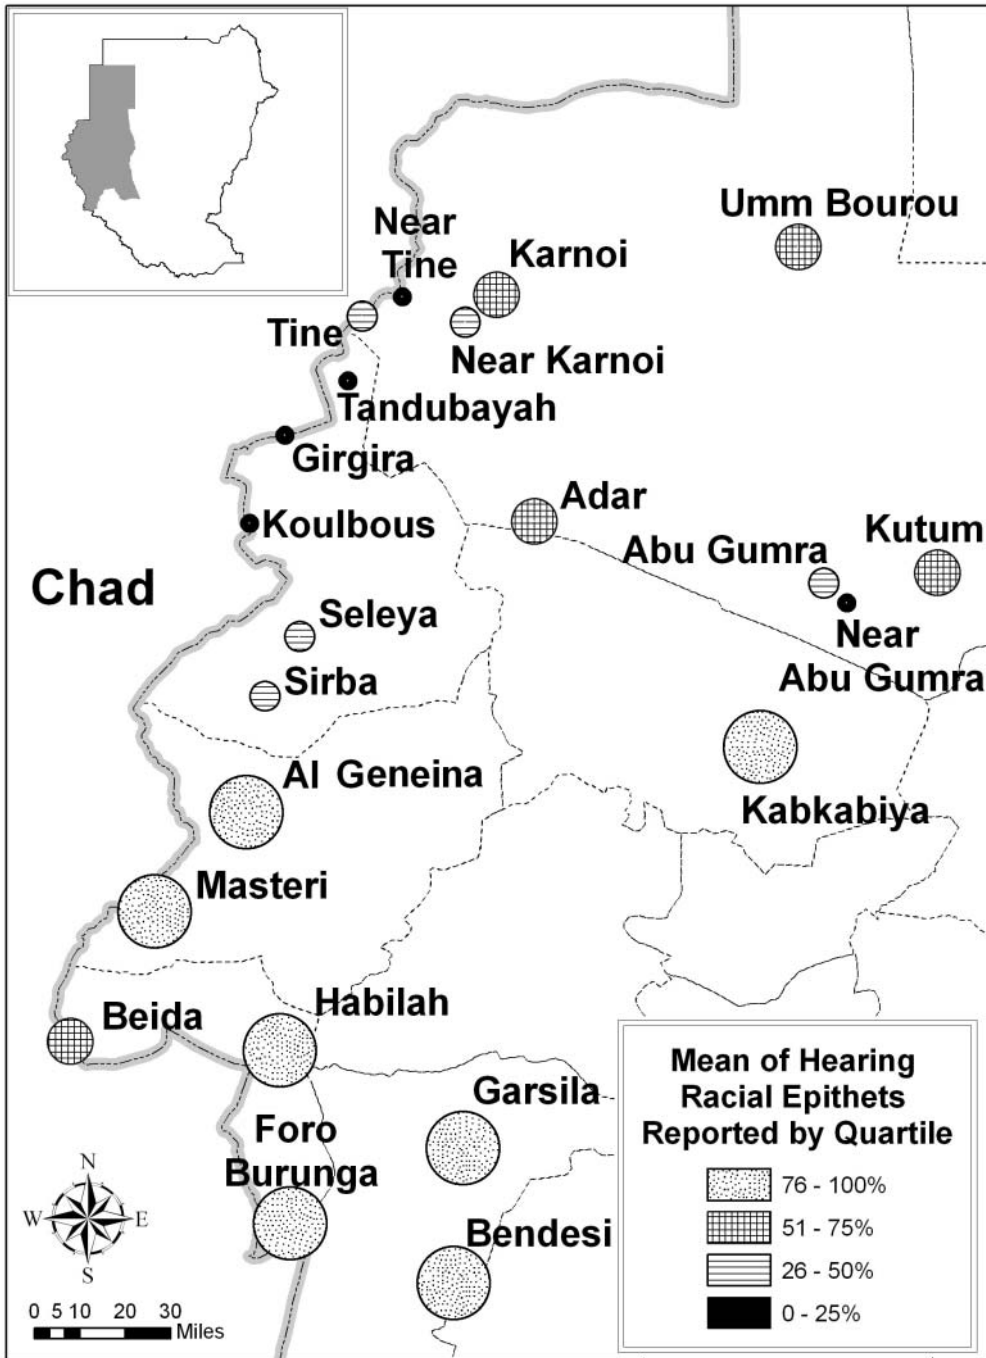 Umm Bourou
Near
Tine
Karnoi
Tine
Near Karnoi
Tandubayah
Girgira
Adar
Koulbous
Kutum
Abu Gumra
Chad
Near
Abu Gumra
Seleya
Sirba
Al Geneina
Kabkabiya
Masteri
Habilah
Beida
Garsila
Foro
Burunga
Bendesi
N
W
E
S
0 5 10 20 30
Miles
Mean of Hearing
Racial Epithets
Reported by Quartile
76 - 100%
51 - 75%
26 - 50%
0 - 25%